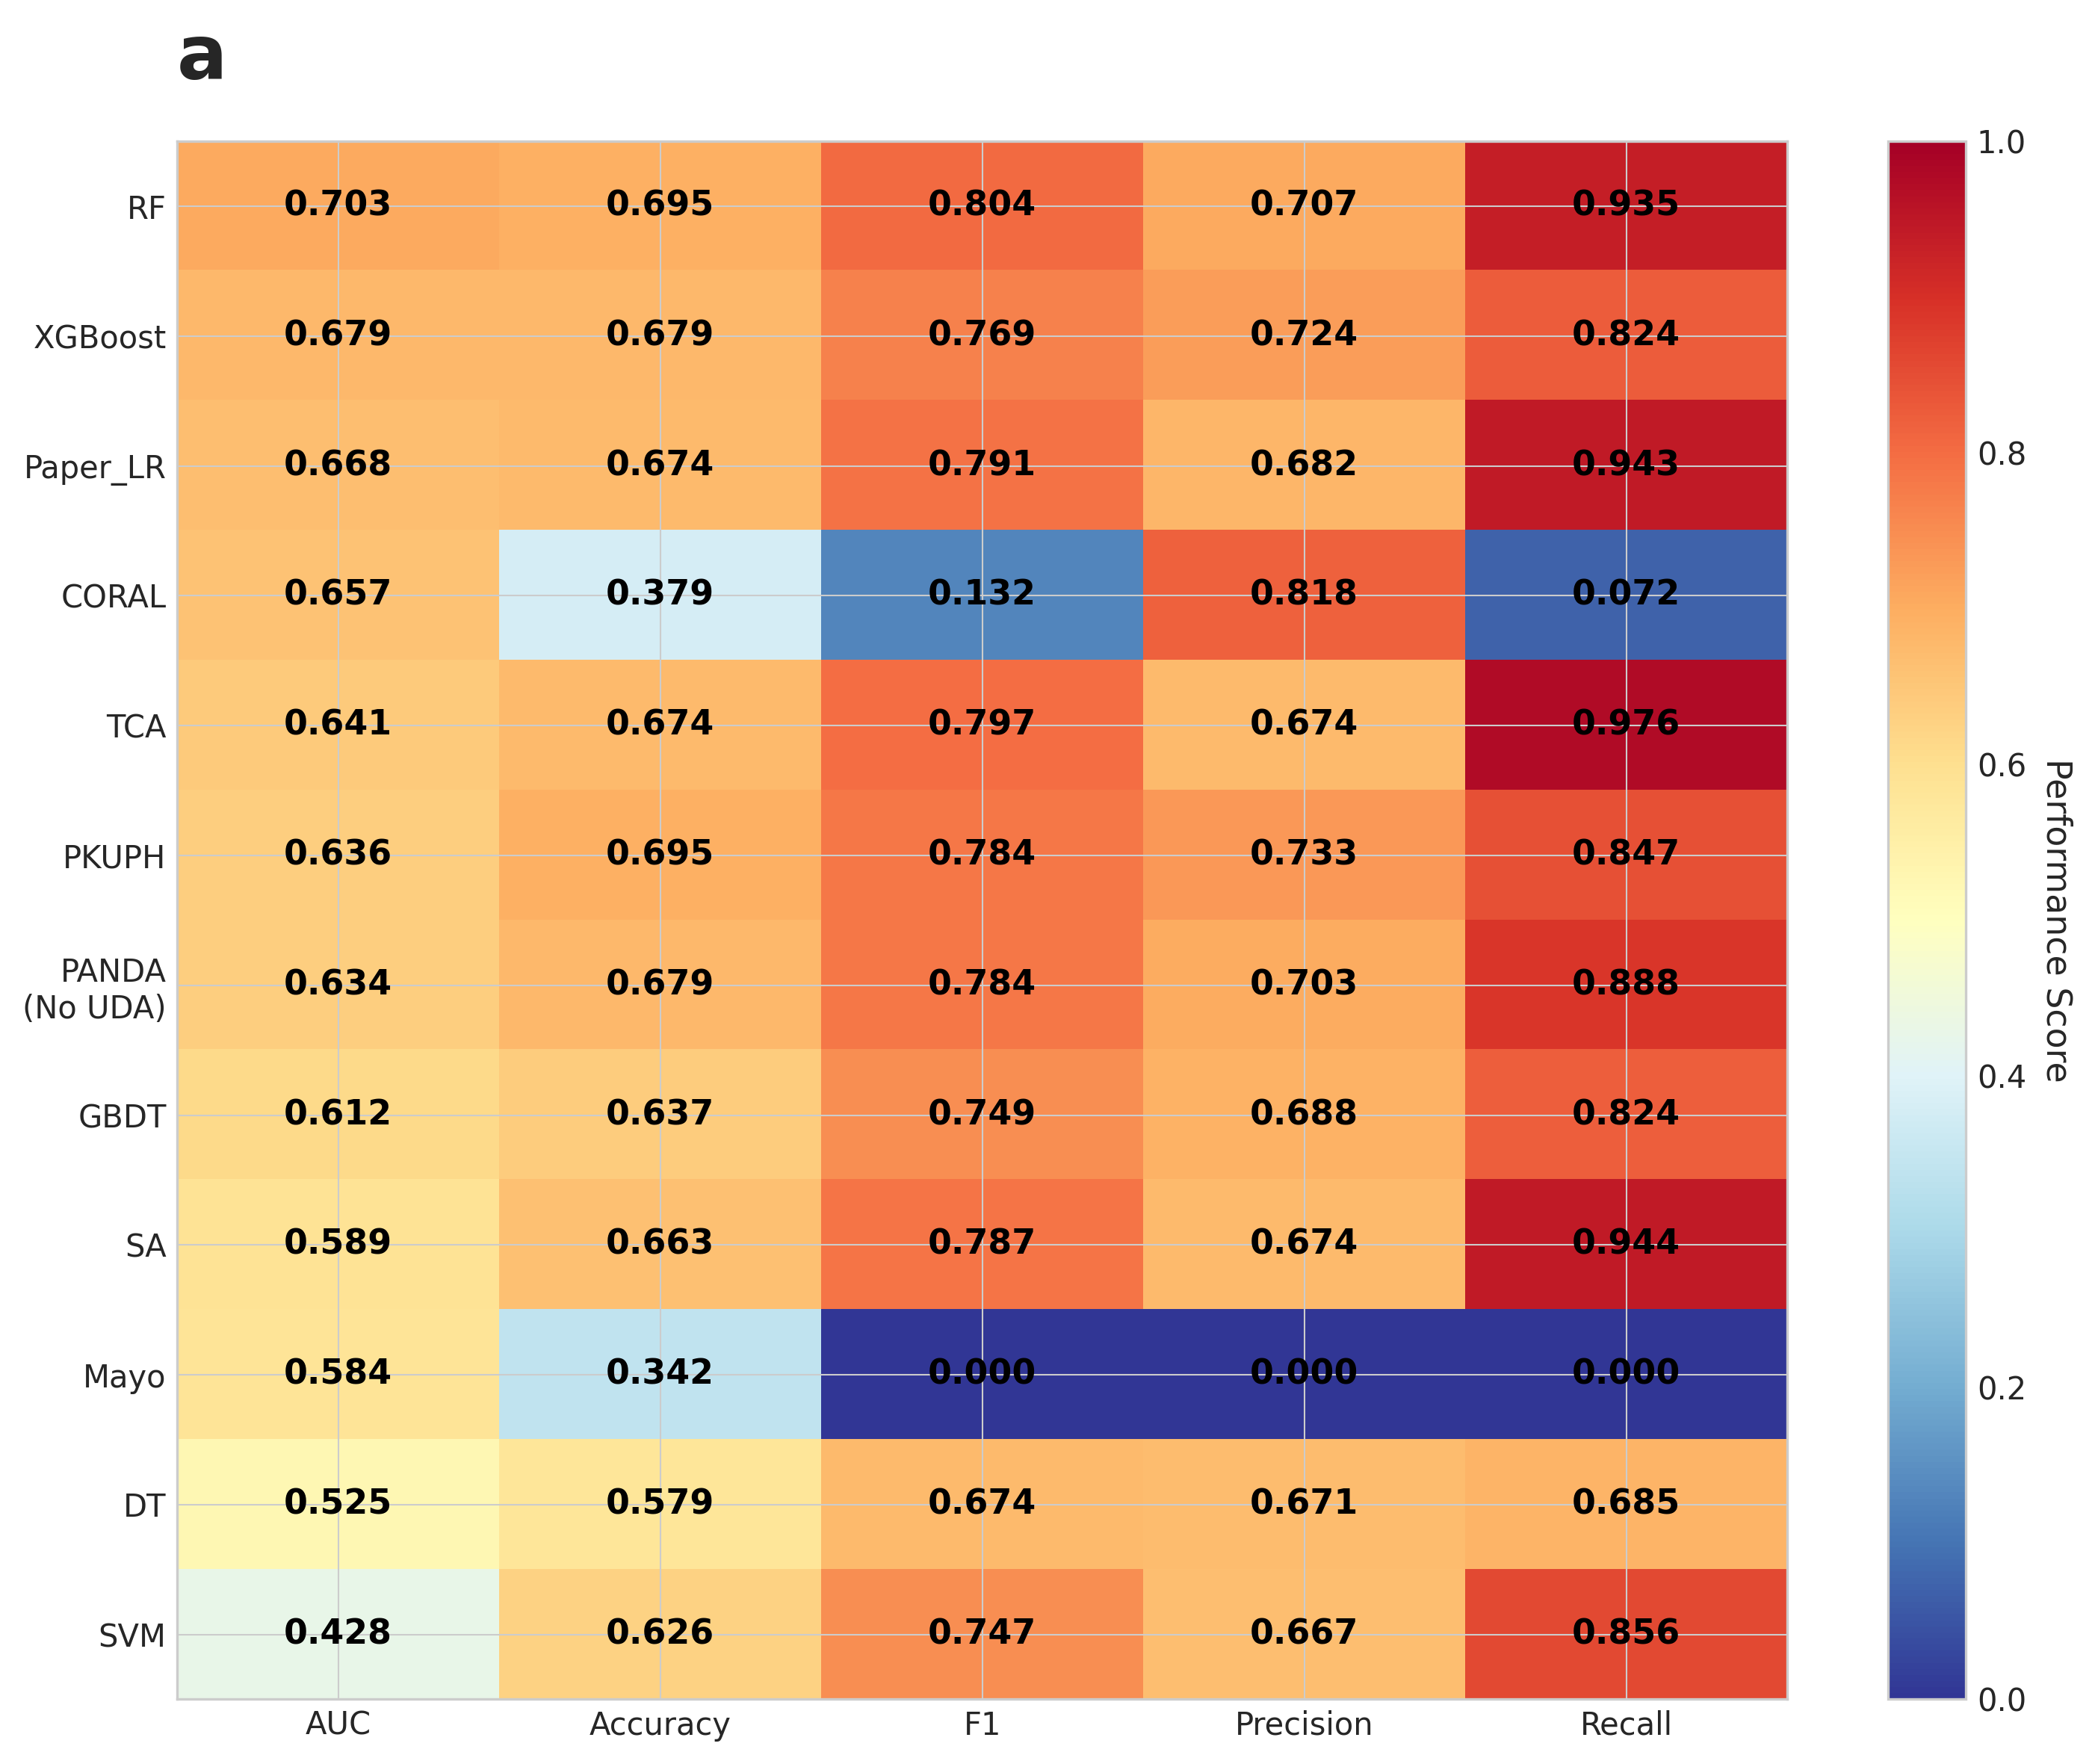 a
RF 0.703 0.695 0.804 0.707 0.935
XGBoost 0.679 0.679 0.769 0.724 0.824
Paper_LR 0.668 0.674 0.791 0.682 0.943
CORAL 0.657 0.379 0.132 0.818 0.072
TCA 0.641 0.674 0.797 0.674 0.976
PKUPH 0.636 0.695 0.784 0.733 0.847
PANDA
(No UDA) 0.634 0.679 0.784 0.703 0.888
GBDT 0.612 0.637 0.749 0.688 0.824
SA 0.589 0.663 0.787 0.674 0.944
Mayo 0.584 0.342 0.000 0.000 0.000
DT 0.525 0.579 0.674 0.671 0.685
SVM 0.428 0.626 0.747 0.667 0.856
AUC Accuracy F1 Precision Recall
1.0
0.8
0.6
0.4
0.2
0.0
Performance Score